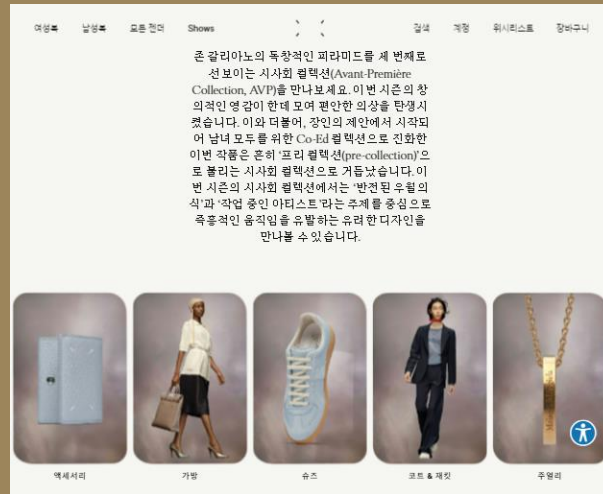 여성복 남성복 모든 젠더 Shows 검색 계정 위시리스트 장바구니
존 갈리아노의 독창적인 피라미드를 세 번째로
선보이는 시사회 컬렉션(Avant-Première
Collection, AVP)을 만나보세요. 이번 시즌의 창
의적인 영감이 한데 모여 편안한 의상을 탄생시
켰습니다. 이와 더불어, 장인의 제안에서 시작되
어 남녀 모두를 위한 Co-Ed 컬렉션으로 진화한
이번 작품은 흔히 '프리 컬렉션(pre-collection)'으
로 불리는 시사회 컬렉션으로 거듭났습니다. 이
번 시즌의 시사회 컬렉션에서는 '반전된 우월의
식'과 '작업 중인 아티스트'라는 주제를 중심으로
즉흥적인 움직임을 유발하는 유려한 디자인을
만나볼 수 있습니다.
액세서리 가방 슈즈 코트 & 재킷 주얼리